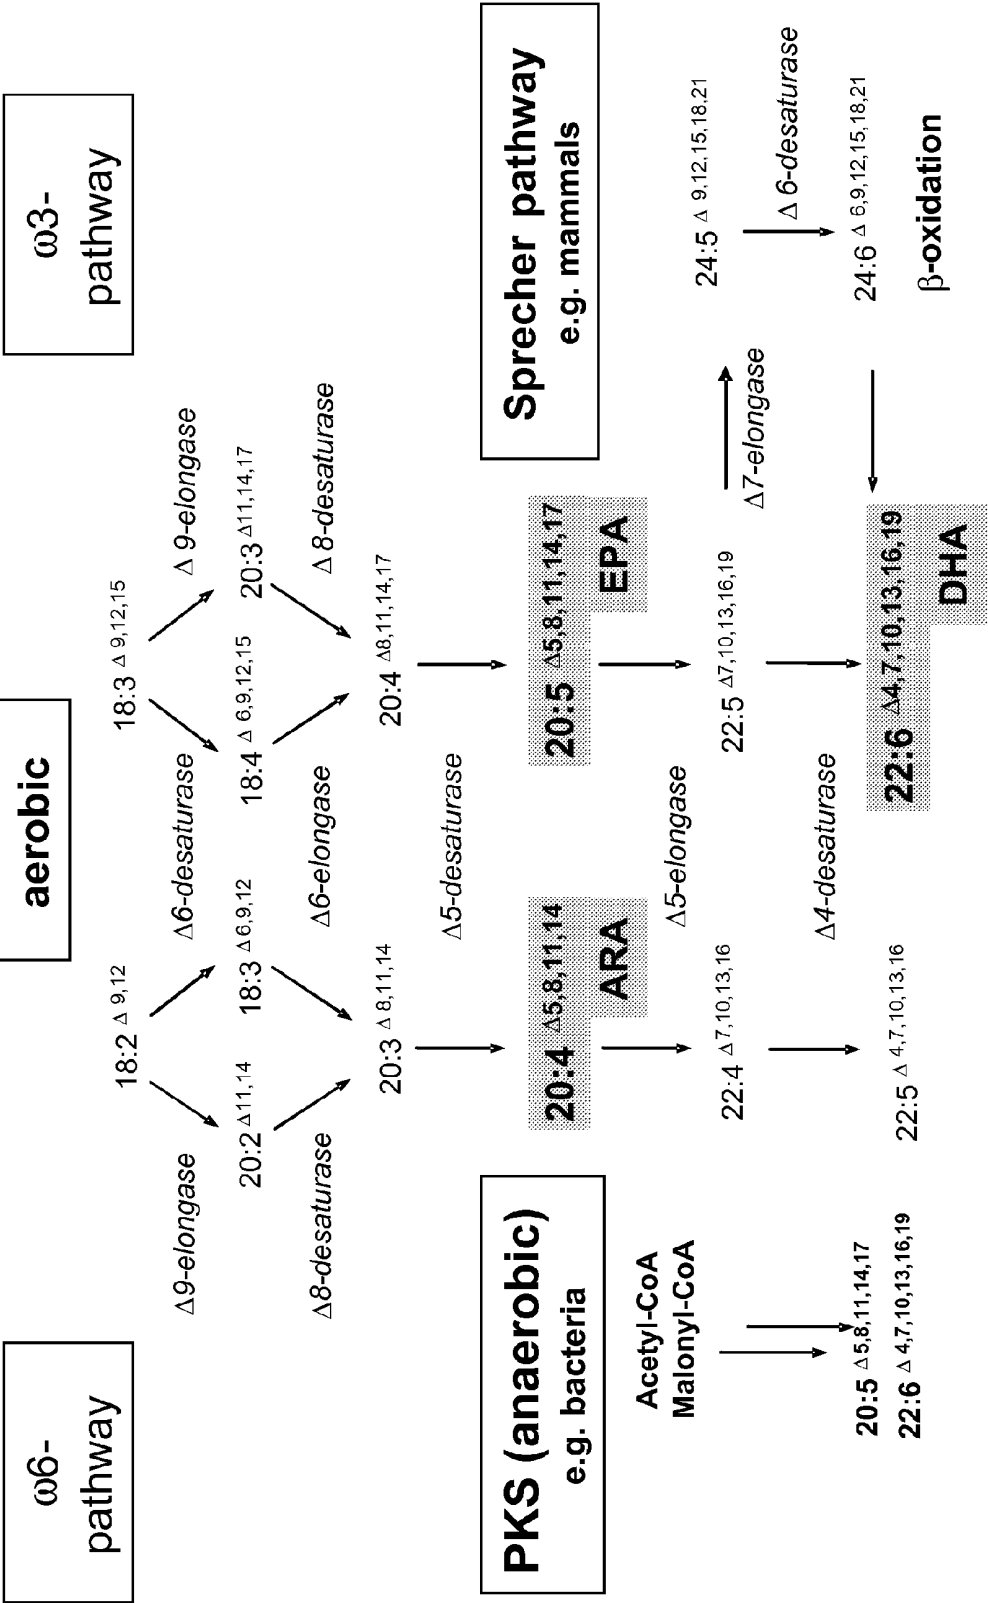 ω6-
pathway
aerobic
ω3-
pathway
18:2 Δ 9,12
18:3 Δ 9,12,15
Δ9-elongase
Δ6-desaturase
Δ 9-elongase
20:2 Δ11,14
18:3 Δ6,9,12
18:4 Δ 6,9,12,15
20:3 Δ11,14,17
Δ8-desaturase
Δ6-elongase
Δ 8-desaturase
20:3 Δ 8,11,14
20:4 Δ8,11,14,17
Δ5-desaturase
PKS (anaerobic)
e.g. bacteria
20:4 Δ5,8,11,14
ARA
20:5 Δ5,8,11,14,17
EPA
Sprecher pathway
e.g. mammals
Acetyl-CoA
Malonyl-CoA
Δ5-elongase
22:4 Δ7,10,13,16
22:5 Δ7,10,13,16,19
Δ7-elongase
24:5 Δ 9,12,15,18,21
Δ4-desaturase
Δ 6-desaturase
20:5 Δ 5,8,11,14,17
22:6 Δ 4,7,10,13,16,19
22:5 Δ 4,7,10,13,16
22:6 Δ4,7,10,13,16,19
DHA
24:6 Δ 6,9,12,15,18,21
β-oxidation